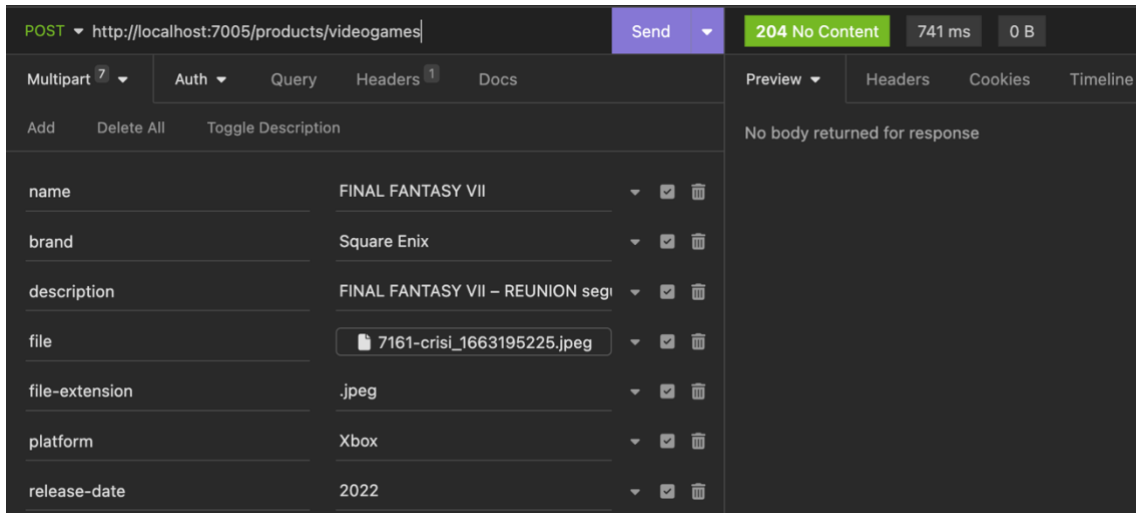 POST http://localhost:7005/products/videogames Send 204 No Content 741 ms 0 B
Multipart 7 Auth Query Headers 1 Docs Preview Headers Cookies Timeline
Add Delete All Toggle Description
No body returned for response
name FINAL FANTASY VII
brand Square Enix
description FINAL FANTASY VII – REUNION segu
file 7161-crisi_1663195225.jpeg
file-extension .jpeg
platform Xbox
release-date 2022